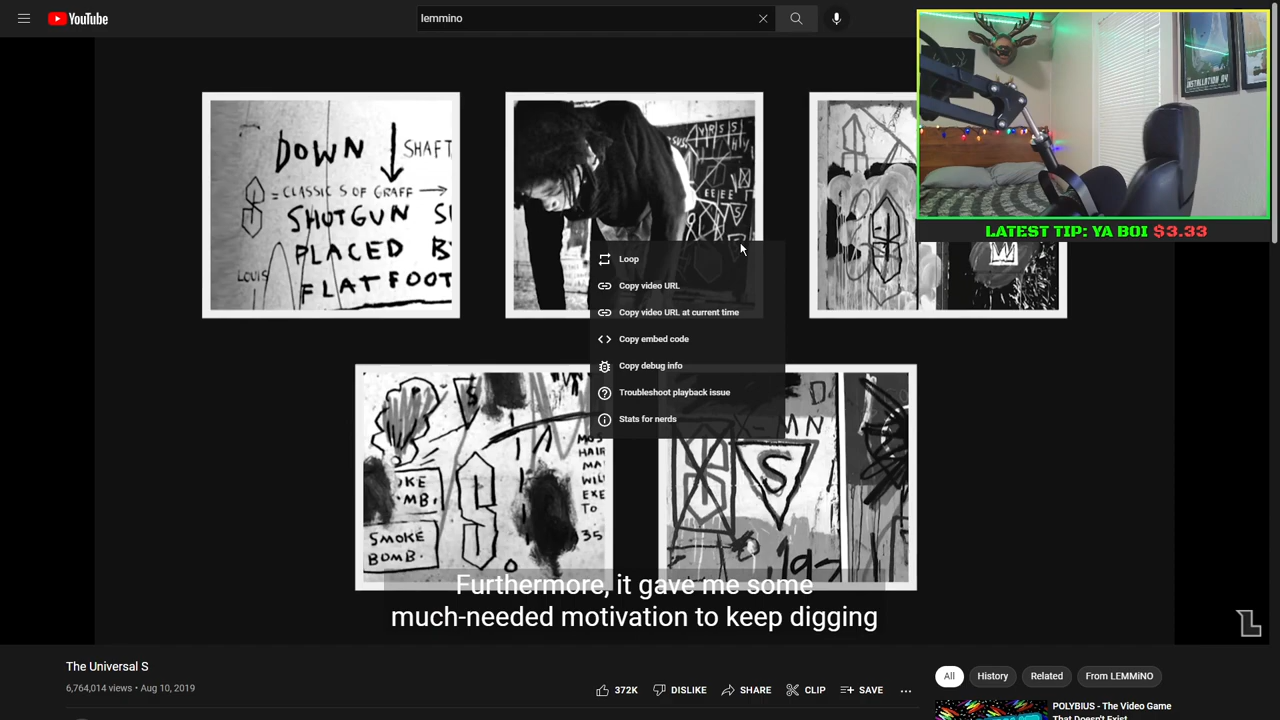 YouTube
lemmino
DOWN SHAFT
= CLASSIC S OF GRAFF
SHOTGUN
PLACED B
FLATFOOT
LOUIS
LATEST TIP: YA BOI $3.33
INSTALLATION 04
Loop
Copy video URL
Copy video URL at current time
Copy embed code
Copy debug info
Troubleshoot playback issue
Stats for nerds
SMOKE
BOMB.
S
Furthermore, it gave me some
much-needed motivation to keep digging
The Universal S
6,764,014 views • Aug 10, 2019
372K DISLIKE SHARE CLIP SAVE ...
All History Related From LEMMiNO
POLYBIUS - The Video Game
That Doesn't Exist